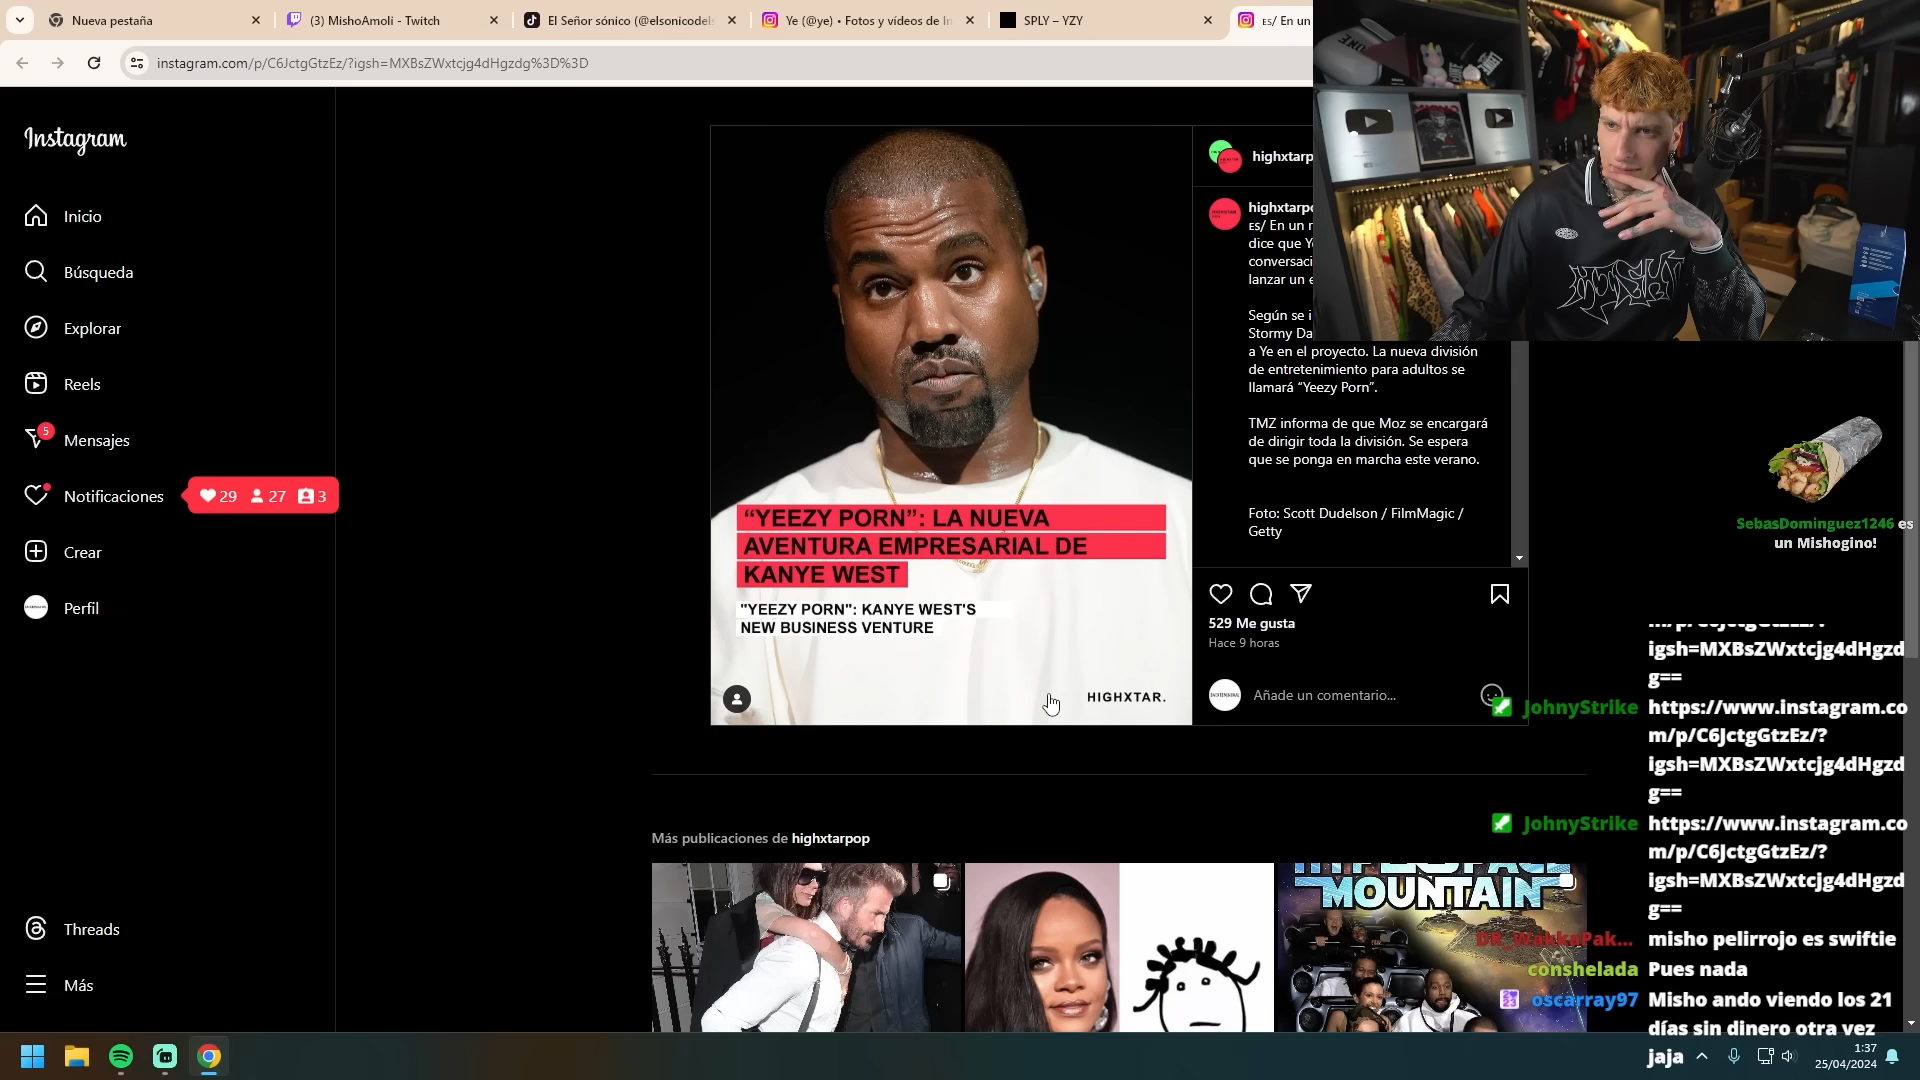 Nueva pestaña
(3) MishoAmoli - Twitch
El Señor sónico (@elsonicodels
Ye (@ye) • Fotos y vídeos de In
SPLY – YZY
ᴇs/ En un
instagram.com/p/C6JctgGtzEz/?igsh=MXBsZWxtcjg4dHgzdg%3D%3D
Instagram
Inicio
Búsqueda
Explorar
Reels
5
Mensajes
Notificaciones
29 27 3
Crear
Perfil
Threads
Más
“YEEZY PORN”: LA NUEVA
AVENTURA EMPRESARIAL DE
KANYE WEST
"YEEZY PORN": KANYE WEST'S
NEW BUSINESS VENTURE
HIGHXTAR.
highxtarp
highxtarpo
ᴇs/ En un r
dice que Y
conversaci
lanzar un e
Según se i
Stormy Da
a Ye en el proyecto. La nueva división
de entretenimiento para adultos se
llamará “Yeezy Porn”.
TMZ informa de que Moz se encargará
de dirigir toda la división. Se espera
que se ponga en marcha este verano.
Foto: Scott Dudelson / FilmMagic /
Getty
529 Me gusta
Hace 9 horas
Añade un comentario...
Más publicaciones de highxtarpop
MOUNTAIN
SebasDominguez1246 es
un Mishogino!
igsh=MXBsZWxtcjg4dHgzd
g==
JohnyStrike https://www.instagram.co
m/p/C6JctgGtzEz/?
igsh=MXBsZWxtcjg4dHgzd
g==
JohnyStrike https://www.instagram.co
m/p/C6JctgGtzEz/?
igsh=MXBsZWxtcjg4dHgzd
g==
DR_WakkaPak... misho pelirrojo es swiftie
conshelada Pues nada
oscarray97 Misho ando viendo los 21
días sin dinero otra vez
jaja
1:37
25/04/2024